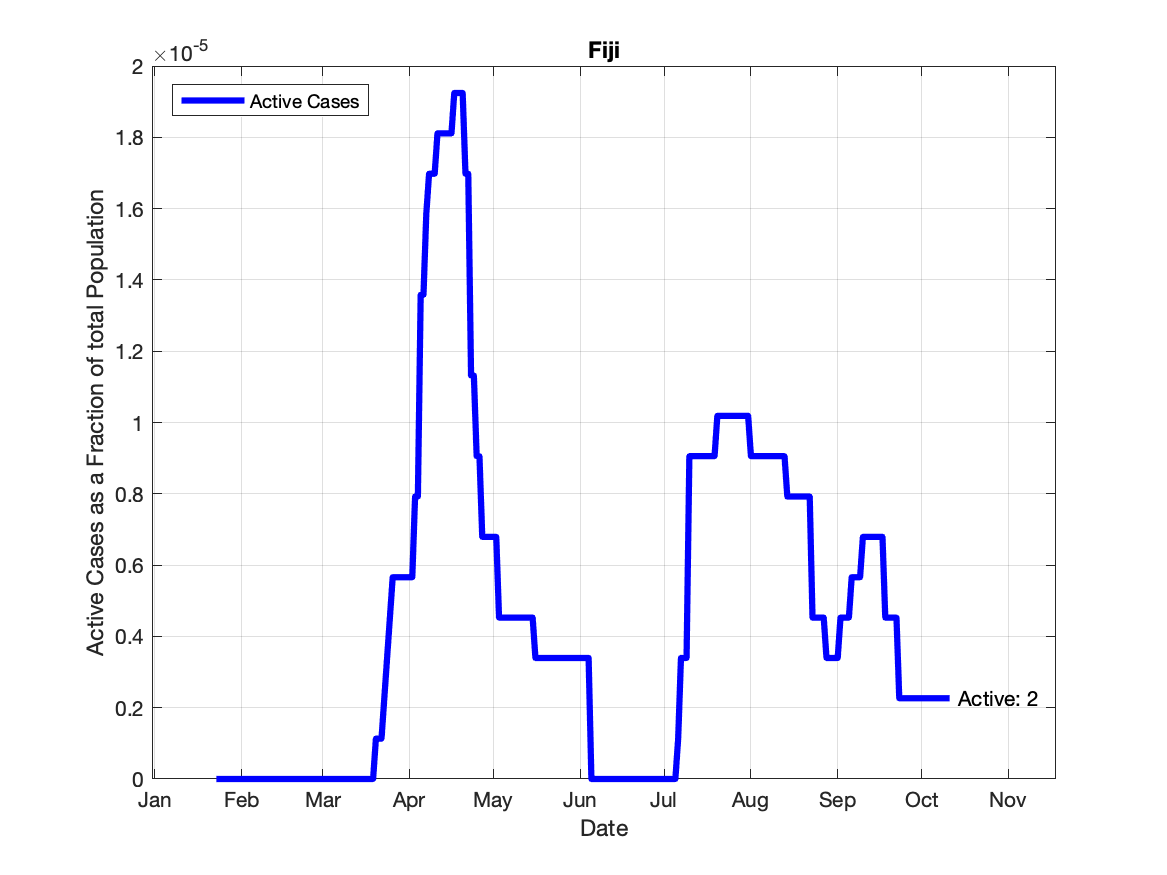 Fiji
×10-5
Active Cases
2
1.8
1.6
1.4
1.2
1
0.8
0.6
0.4
0.2
0
Active Cases as a Fraction of total Population
Active: 2
Jan Feb Mar Apr May Jun Jul Aug Sep Oct Nov
Date